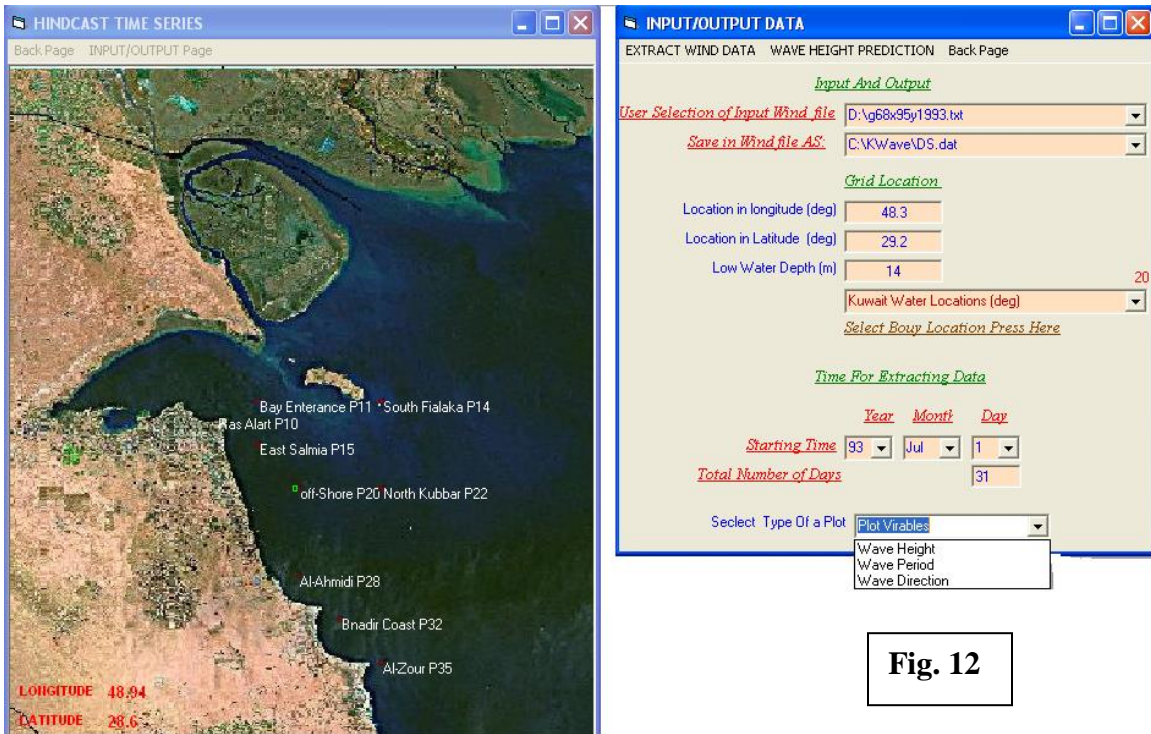 HINDCAST TIME SERIES
Back Page INPUT/OUTPUT Page
Bay Enterance P11
South Fialaka P14
Ras Alart P10
East Salmia P15
off-Shore P20
North Kubbar P22
Al-Ahmidi P28
Bnadir Coast P32
Al-Zour P35
LONGITUDE 48.94
LATITUDE 28.6
INPUT/OUTPUT DATA
EXTRACT WIND DATA WAVE HEIGHT PREDICTION Back Page
Input And Output
User Selection of Input Wind file D:\g68x95y1993.txt
Save in Wind file AS: C:\KWave\DS.dat
Grid Location
Location in longitude (deg) 48.3
Location in Latitude (deg) 29.2
Low Water Depth (m) 14
20
Kuwait Water Locations (deg)
Select Bouy Location Press Here
Time For Extracting Data
Year Month Day
Starting Time 93 Jul 1
Total Number of Days 31
Seclect Type Of a Plot Plot Virables
Wave Height
Wave Period
Wave Direction
Fig. 12